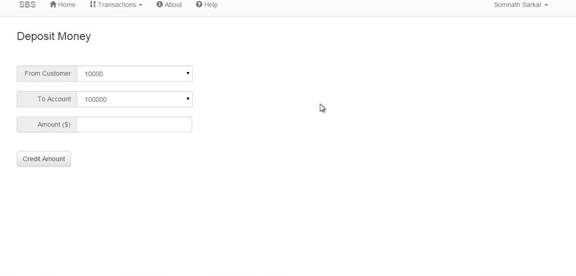 SBS Home Transactions About Help Somnath Sarkar
Deposit Money
From Customer 10000
To Account 100000
Amount ($)
Credit Amount